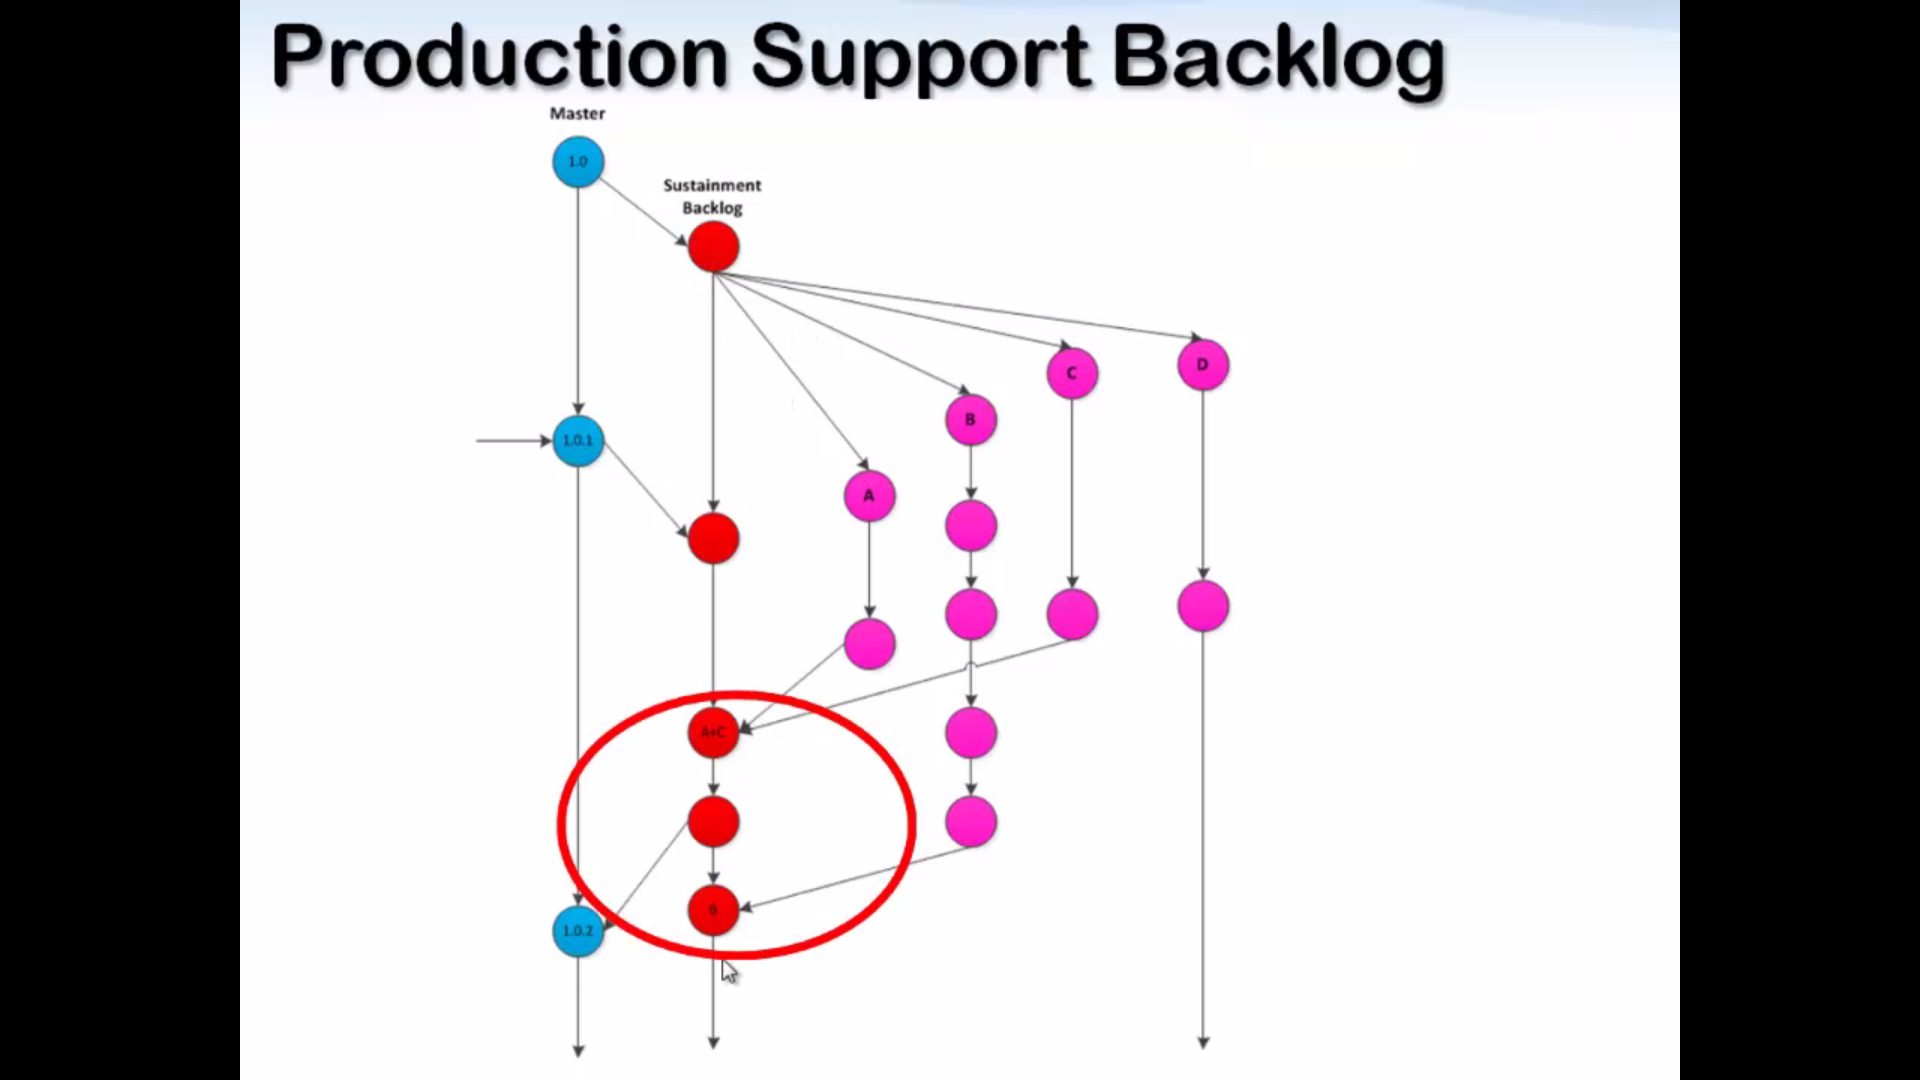 Production Support Backlog
Master
1.0
Sustainment
Backlog
D
C
B
1.0.1
A
A+C
B
1.0.2